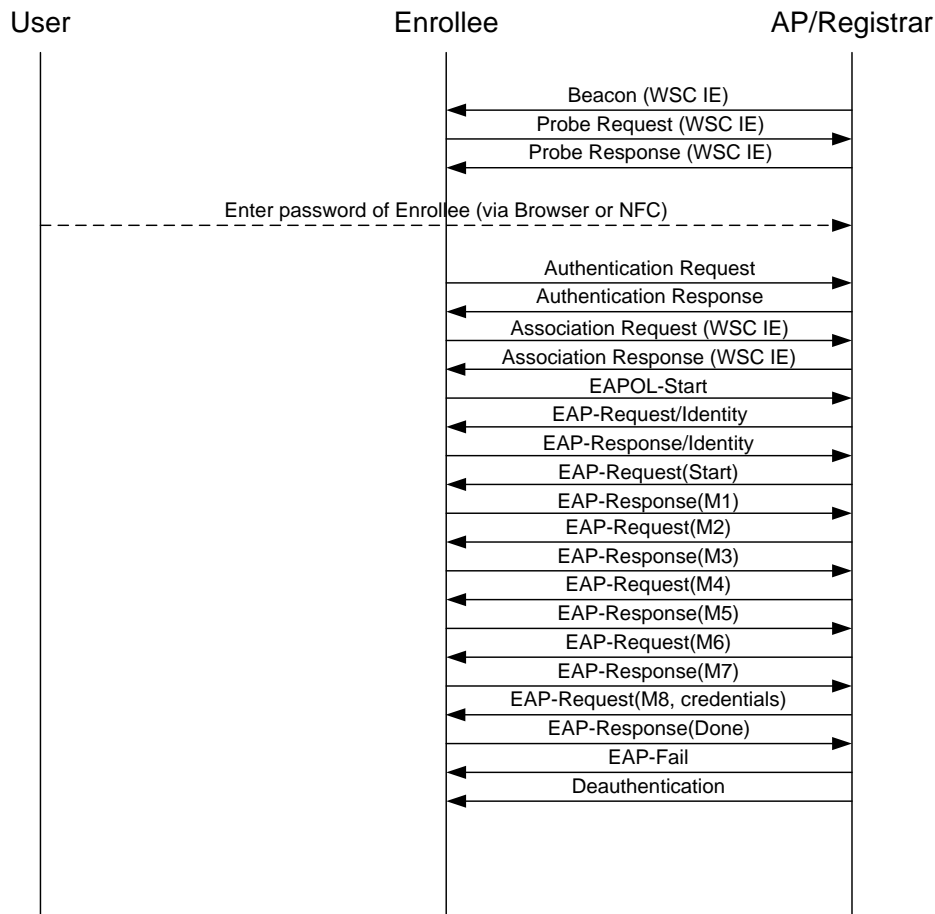 User Enrollee AP/Registrar
Beacon (WSC IE)
Probe Request (WSC IE)
Probe Response (WSC IE)
Enter password of Enrollee (via Browser or NFC)
Authentication Request
Authentication Response
Association Request (WSC IE)
Association Response (WSC IE)
EAPOL-Start
EAP-Request/Identity
EAP-Response/Identity
EAP-Request(Start)
EAP-Response(M1)
EAP-Request(M2)
EAP-Response(M3)
EAP-Request(M4)
EAP-Response(M5)
EAP-Request(M6)
EAP-Response(M7)
EAP-Request(M8, credentials)
EAP-Response(Done)
EAP-Fail
Deauthentication